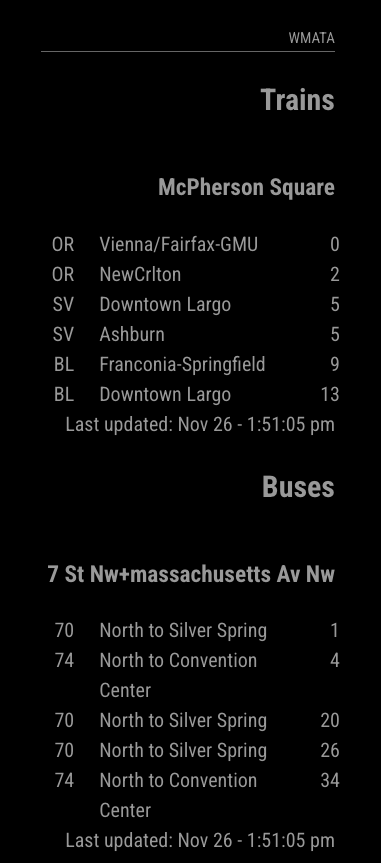 WMATA
Trains
McPherson Square
OR Vienna/Fairfax-GMU 0
OR NewCrlton 2
SV Downtown Largo 5
SV Ashburn 5
BL Franconia-Springfield 9
BL Downtown Largo 13
Last updated: Nov 26 - 1:51:05 pm
Buses
7 St Nw+massachusetts Av Nw
70 North to Silver Spring 1
74 North to Convention 4
Center
70 North to Silver Spring 20
70 North to Silver Spring 26
74 North to Convention 34
Center
Last updated: Nov 26 - 1:51:05 pm